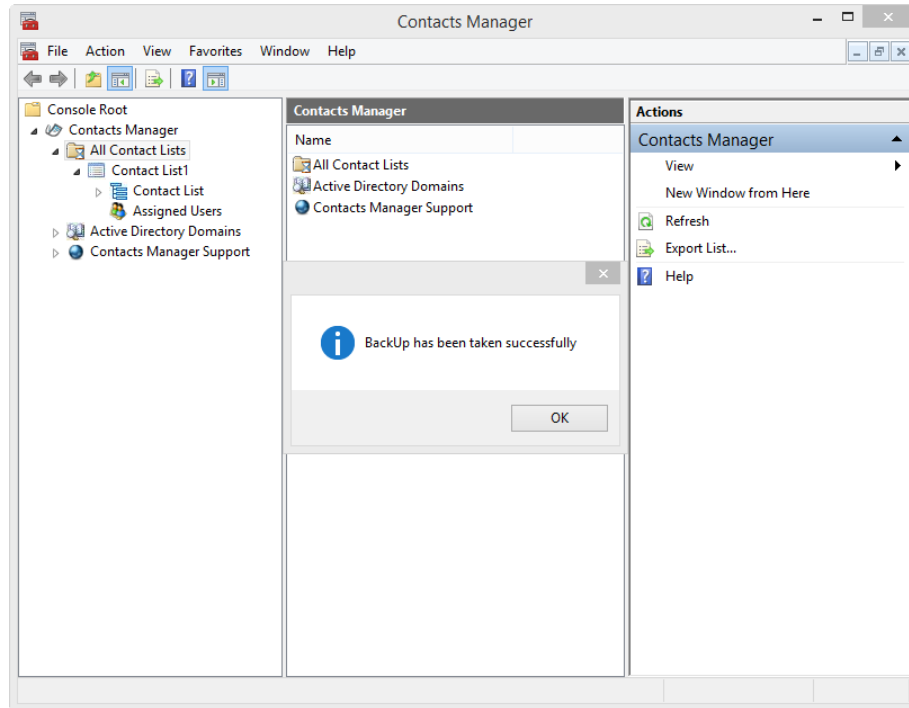 Contacts Manager
File Action View Favorites Window Help
Console Root
Contacts Manager
All Contact Lists
Contact List1
Contact List
Assigned Users
Active Directory Domains
Contacts Manager Support
Contacts Manager
Name
All Contact Lists
Active Directory Domains
Contacts Manager Support
BackUp has been taken successfully
OK
Actions
Contacts Manager
View
New Window from Here
Refresh
Export List...
Help